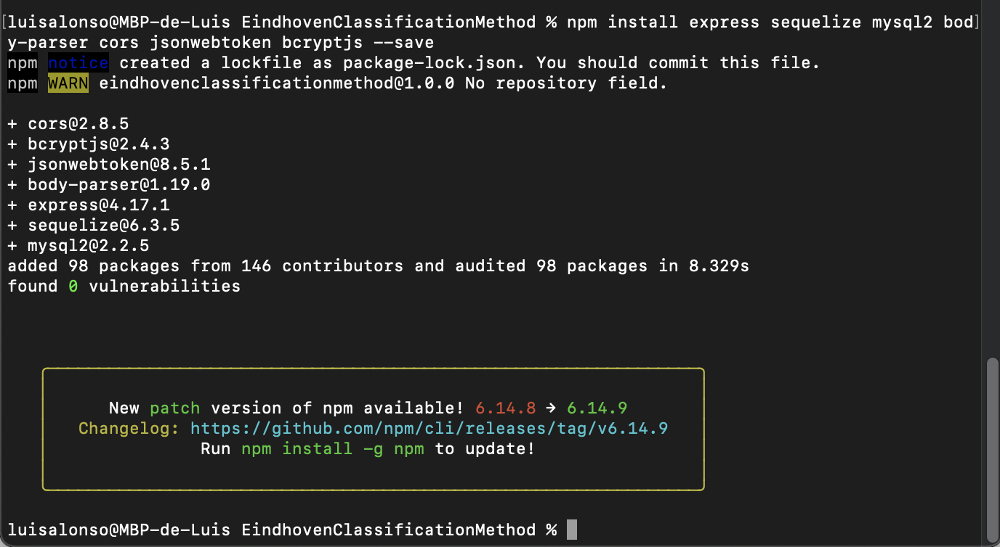 [luisalonso@MBP-de-Luis EindhovenClassificationMethod % npm install express sequelize mysql2 bod]
y-parser cors jsonwebtoken bcryptjs --save
npm notice created a lockfile as package-lock.json. You should commit this file.
npm WARN eindhovenclassificationmethod@1.0.0 No repository field.
+ cors@2.8.5
+ bcryptjs@2.4.3
+ jsonwebtoken@8.5.1
+ body-parser@1.19.0
+ express@4.17.1
+ sequelize@6.3.5
+ mysql2@2.2.5
added 98 packages from 146 contributors and audited 98 packages in 8.329s
found 0 vulnerabilities
New patch version of npm available! 6.14.8 → 6.14.9
Changelog: https://github.com/npm/cli/releases/tag/v6.14.9
Run npm install -g npm to update!
luisalonso@MBP-de-Luis EindhovenClassificationMethod %